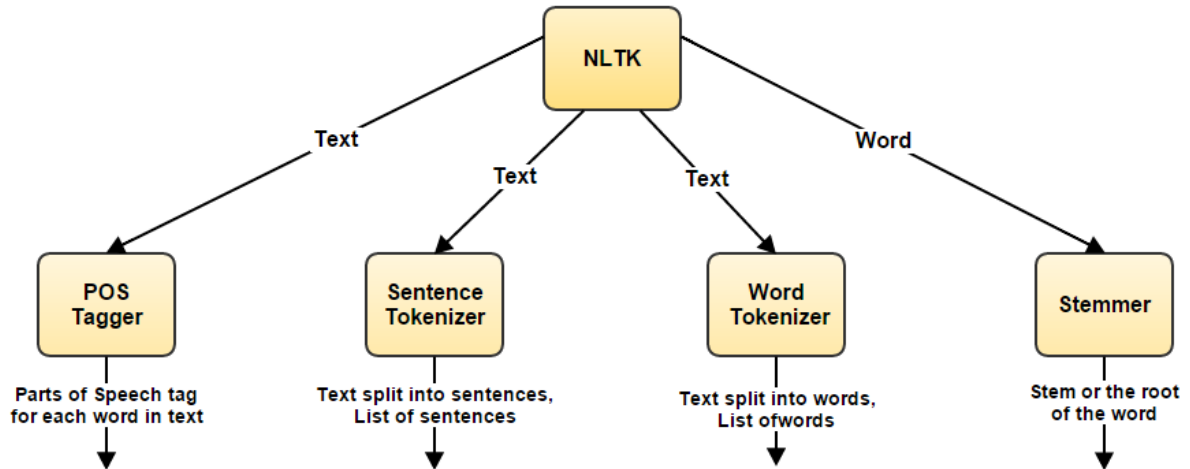 NLTK
Text
Word
Text
Text
POS
Tagger
Sentence
Tokenizer
Word
Tokenizer
Stemmer
Parts of Speech tag
for each word in text
Text split into sentences,
List of sentences
Text split into words,
List ofwords
Stem or the root
of the word